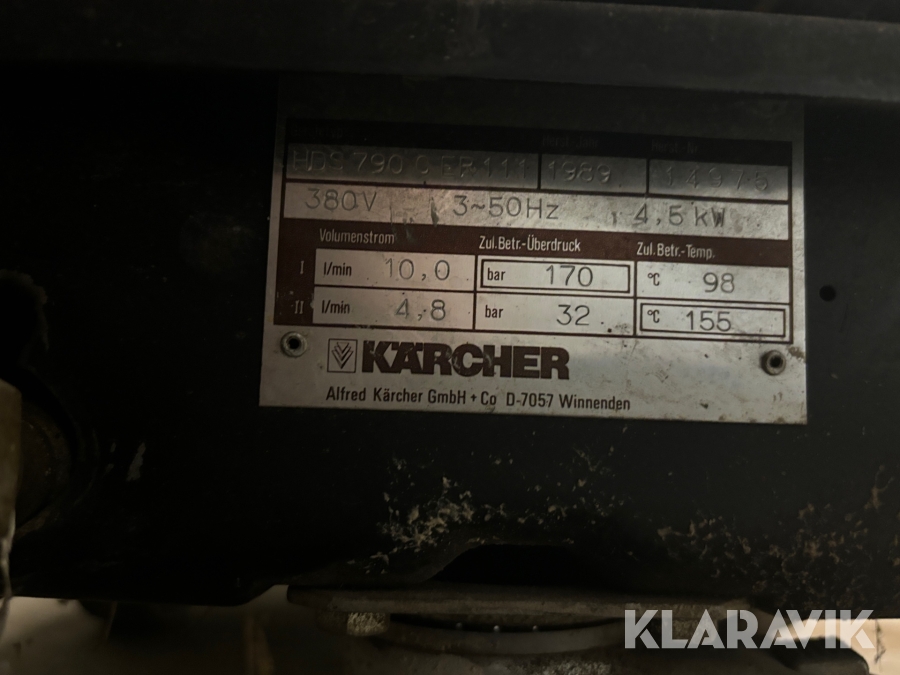 HDS 790 C 1989 14975
380V 3~50Hz 4,5 kW
Volumenstrom Zul.Betr.-Überdruck Zul.Betr.-Temp.
I l/min 10,0 bar 170 °C 98
II l/min 4,8 bar 32 °C 155
KÄRCHER
Alfred Kärcher GmbH + Co D-7057 Winnenden
KLARAVIK